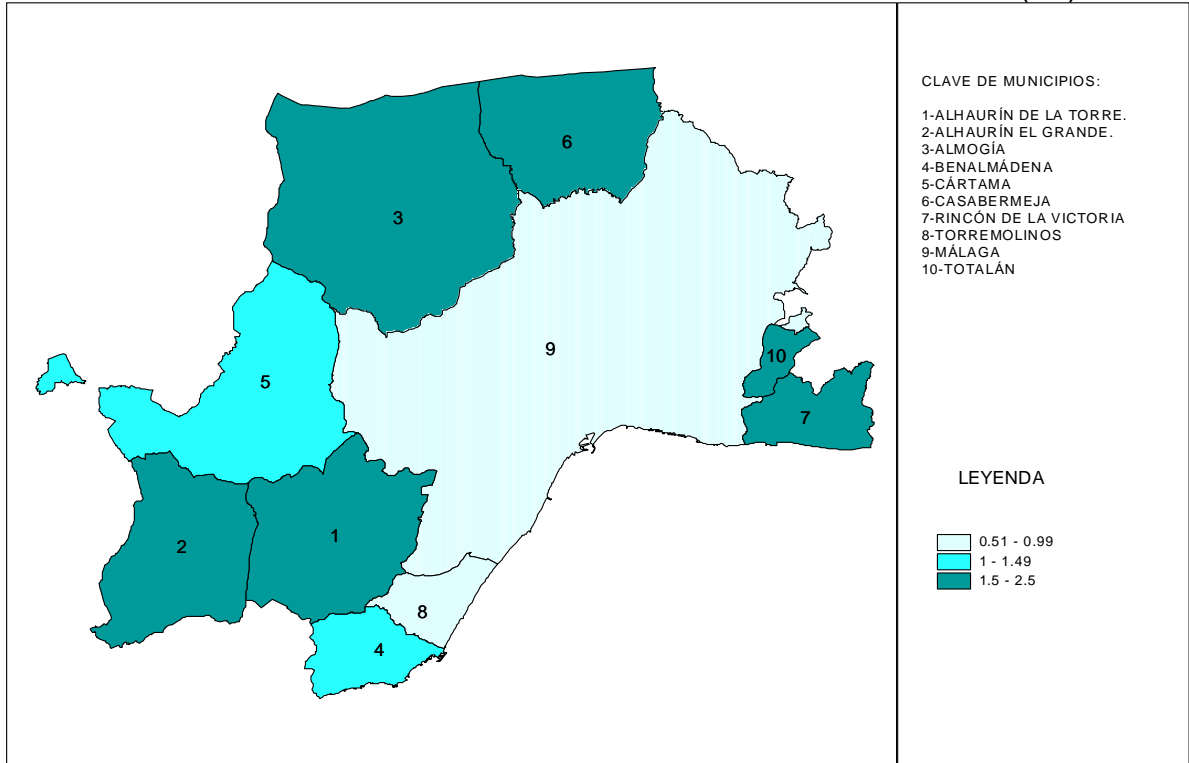 CLAVE DE MUNICIPIOS:
1-ALHAURÍN DE LA TORRE.
2-ALHAURÍN EL GRANDE.
3-ALMOGÍA
4-BENALMÁDENA
5-CÁRTAMA
6-CASABERMEJA
7-RINCÓN DE LA VICTORIA
8-TORREMOLINOS
9-MÁLAGA
10-TOTALÁN
6
3
9
10
5
7
1
2
8
4
LEYENDA
0.51 - 0.99
1 - 1.49
1.5 - 2.5